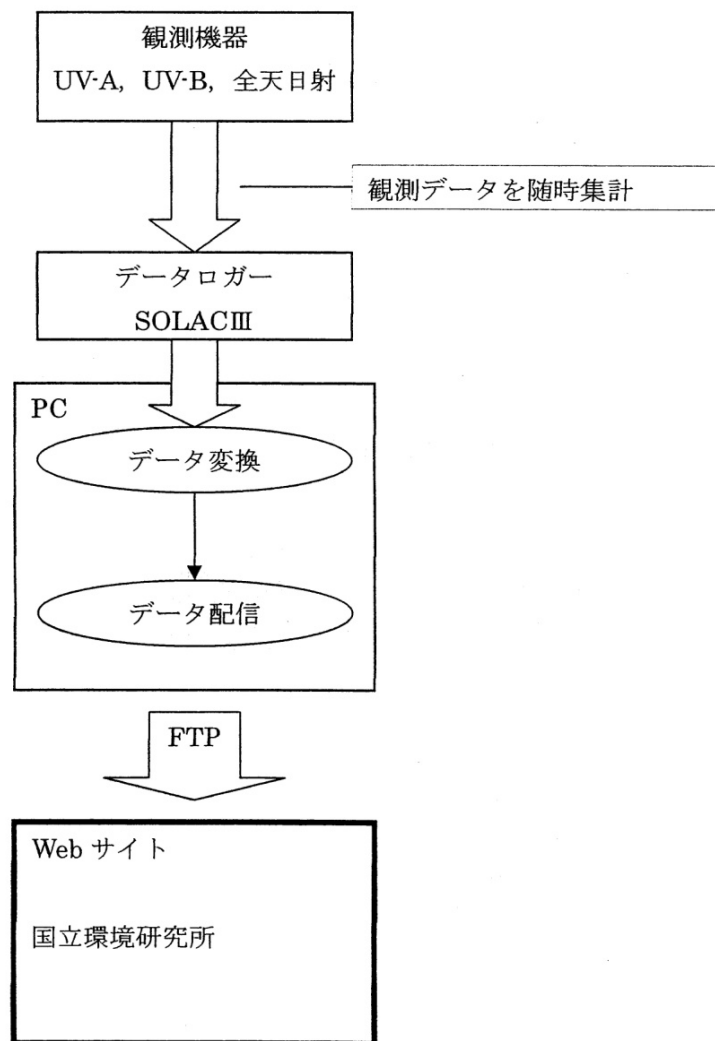 観測機器
UV-A, UV-B, 全天日射
観測データを随時集計
データロガー
SOLACⅢ
PC
データ変換
データ配信
FTP
Web サイト
国立環境研究所